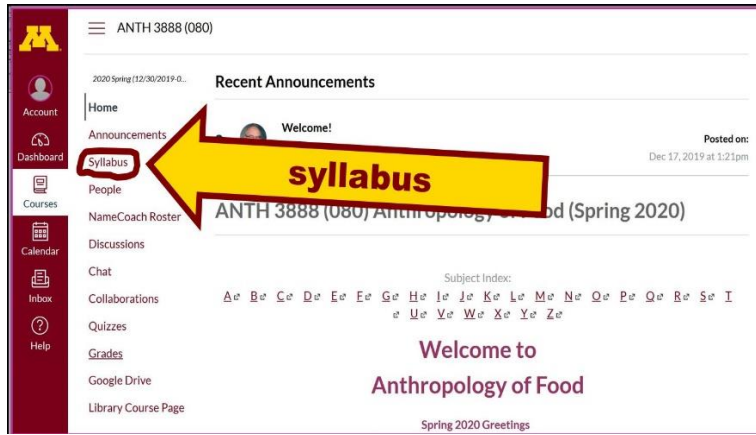 M
ANTH 3888 (080)
Account
Dashboard
Courses
Calendar
Inbox
Help
2020 Spring (12/30/2019-0...
Home
Announcements
Syllabus
People
NameCoach Roster
Discussions
Chat
Collaborations
Quizzes
Grades
Google Drive
Library Course Page
Recent Announcements
Welcome!
Posted on:
Dec 17, 2019 at 1:21pm
syllabus
ANTH 3888 (080) Anthropology of Food (Spring 2020)
Subject Index:
A B C D E F G H I J K L M N O P Q R S T
U V W X Y Z
Welcome to
Anthropology of Food
Spring 2020 Greetings